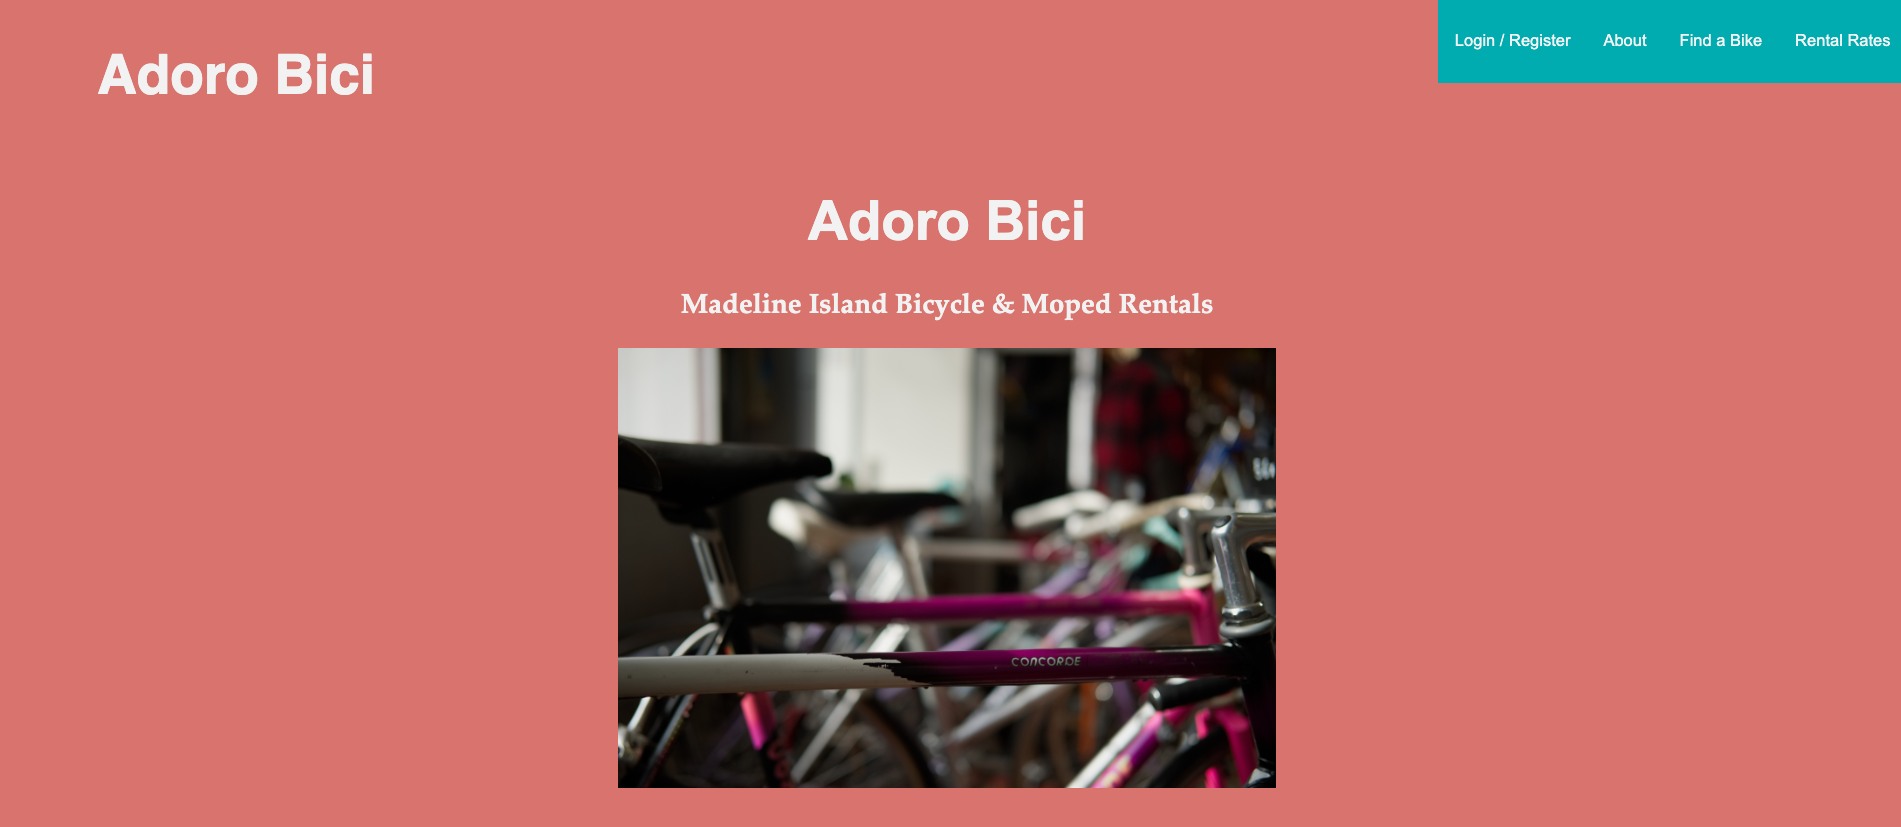 Adoro Bici
Login / Register About Find a Bike Rental Rates
Adoro Bici
Madeline Island Bicycle & Moped Rentals
CONCORDE